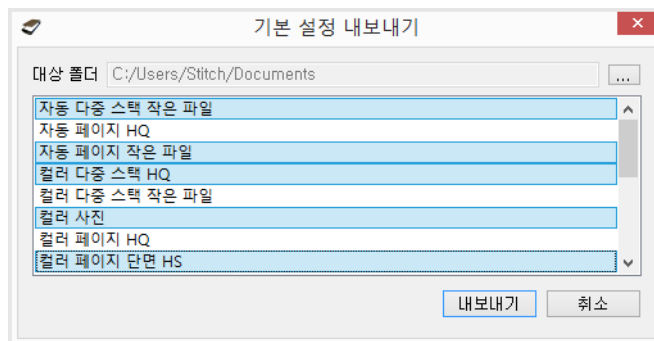 기본 설정 내보내기
대상 폴더 C:/Users/Stitch/Documents ...
자동 다중 스택 작은 파일
자동 페이지 HQ
자동 페이지 작은 파일
컬러 다중 스택 HQ
컬러 다중 스택 작은 파일
컬러 사진
컬러 페이지 HQ
컬러 페이지 단면 HS
내보내기 취소